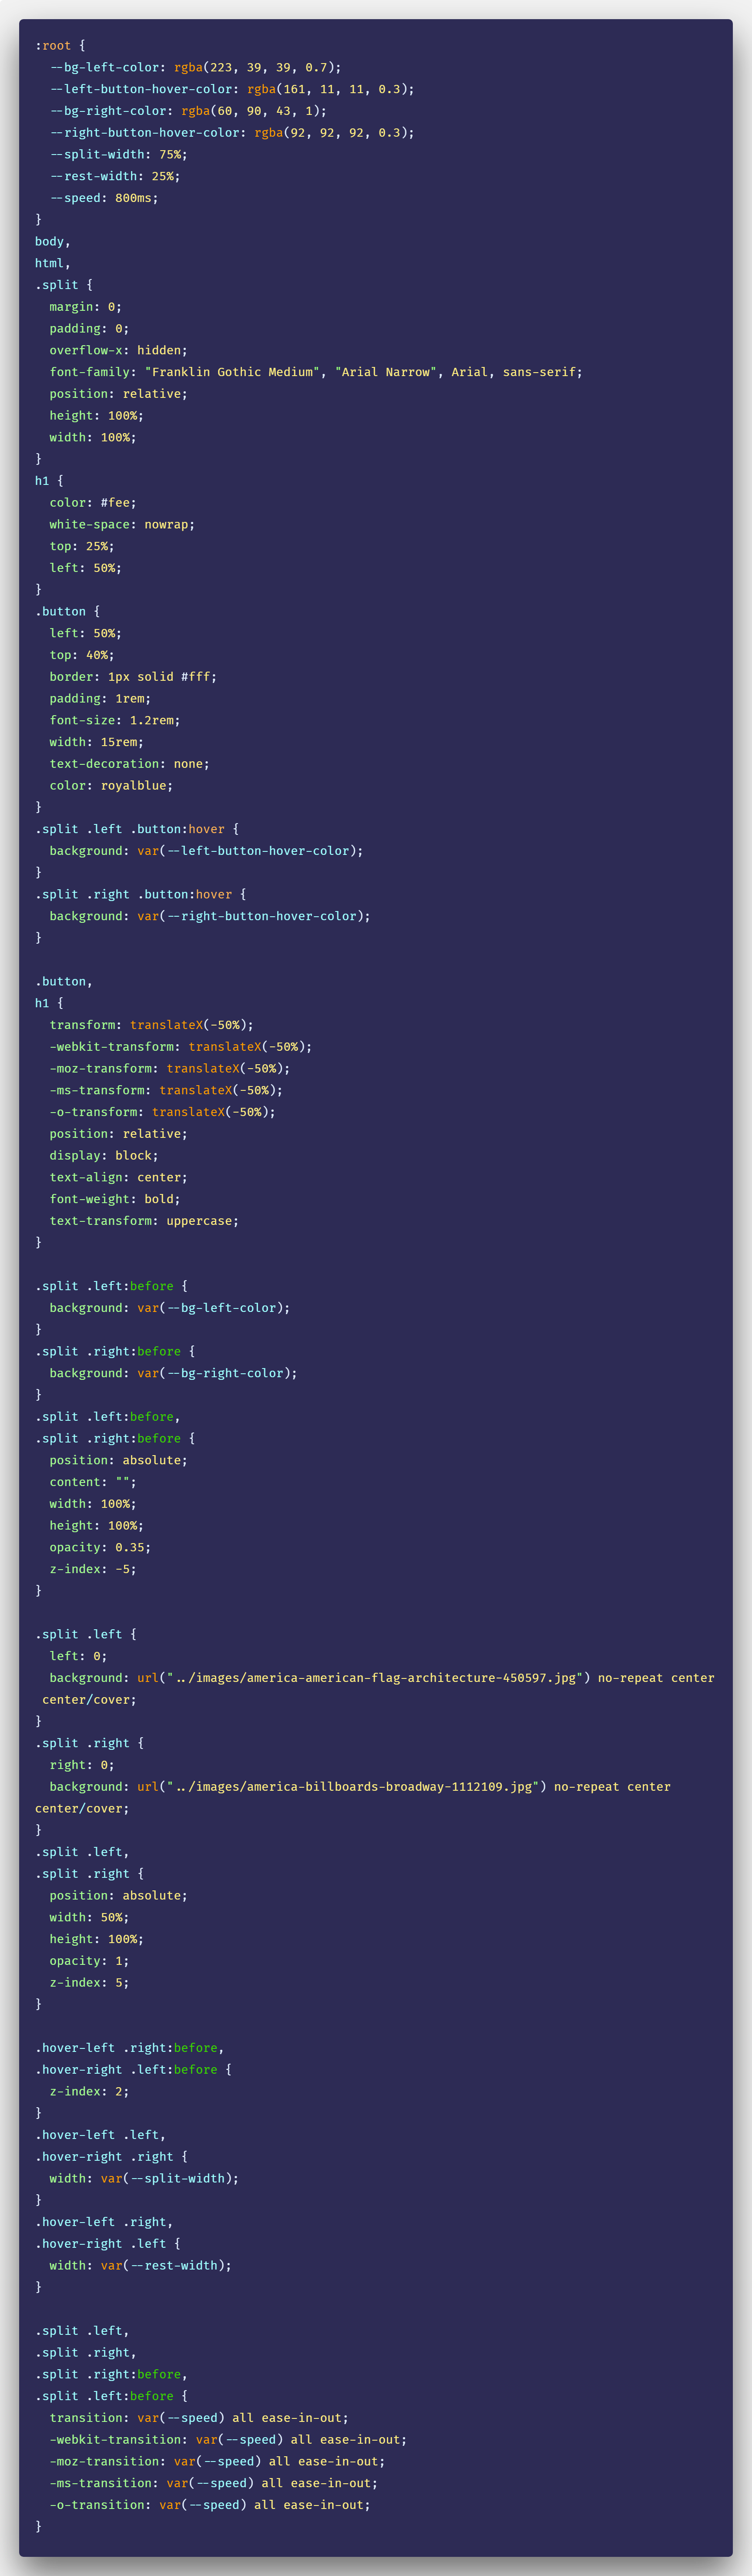 :root {
  --bg-left-color: rgba(223, 39, 39, 0.7);
  --left-button-hover-color: rgba(161, 11, 11, 0.3);
  --bg-right-color: rgba(60, 90, 43, 1);
  --right-button-hover-color: rgba(92, 92, 92, 0.3);
  --split-width: 75%;
  --rest-width: 25%;
  --speed: 800ms;
}
body,
html,
.split {
  margin: 0;
  padding: 0;
  overflow-x: hidden;
  font-family: "Franklin Gothic Medium", "Arial Narrow", Arial, sans-serif;
  position: relative;
  height: 100%;
  width: 100%;
}
h1 {
  color: #fee;
  white-space: nowrap;
  top: 25%;
  left: 50%;
}
.button {
  left: 50%;
  top: 40%;
  border: 1px solid #fff;
  padding: 1rem;
  font-size: 1.2rem;
  width: 15rem;
  text-decoration: none;
  color: royalblue;
}
.split .left .button:hover {
  background: var(--left-button-hover-color);
}
.split .right .button:hover {
  background: var(--right-button-hover-color);
}

.button,
h1 {
  transform: translateX(-50%);
  -webkit-transform: translateX(-50%);
  -moz-transform: translateX(-50%);
  -ms-transform: translateX(-50%);
  -o-transform: translateX(-50%);
  position: relative;
  display: block;
  text-align: center;
  font-weight: bold;
  text-transform: uppercase;
}

.split .left:before {
  background: var(--bg-left-color);
}
.split .right:before {
  background: var(--bg-right-color);
}
.split .left:before,
.split .right:before {
  position: absolute;
  content: "";
  width: 100%;
  height: 100%;
  opacity: 0.35;
  z-index: -5;
}

.split .left {
  left: 0;
  background: url("../images/america-american-flag-architecture-450597.jpg") no-repeat center
 center/cover;
}
.split .right {
  right: 0;
  background: url("../images/america-billboards-broadway-1112109.jpg") no-repeat center
center/cover;
}
.split .left,
.split .right {
  position: absolute;
  width: 50%;
  height: 100%;
  opacity: 1;
  z-index: 5;
}

.hover-left .right:before,
.hover-right .left:before {
  z-index: 2;
}
.hover-left .left,
.hover-right .right {
  width: var(--split-width);
}
.hover-left .right,
.hover-right .left {
  width: var(--rest-width);
}

.split .left,
.split .right,
.split .right:before,
.split .left:before {
  transition: var(--speed) all ease-in-out;
  -webkit-transition: var(--speed) all ease-in-out;
  -moz-transition: var(--speed) all ease-in-out;
  -ms-transition: var(--speed) all ease-in-out;
  -o-transition: var(--speed) all ease-in-out;
}